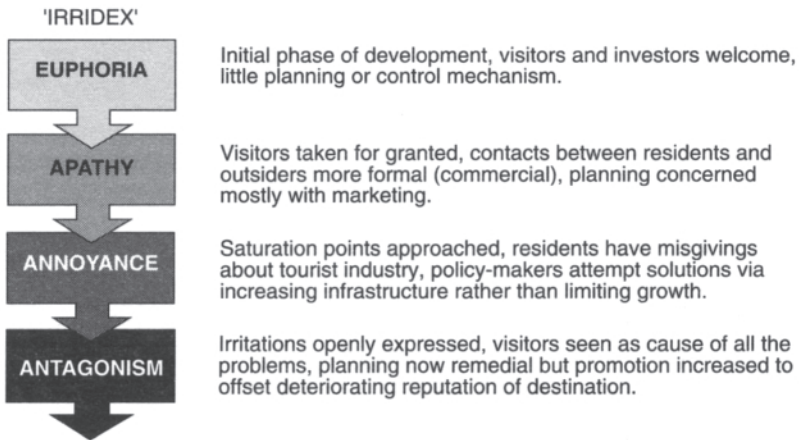 'IRRIDEX'
EUPHORIA
Initial phase of development, visitors and investors welcome,
little planning or control mechanism.
APATHY
Visitors taken for granted, contacts between residents and
outsiders more formal (commercial), planning concerned
mostly with marketing.
ANNOYANCE
Saturation points approached, residents have misgivings
about tourist industry, policy-makers attempt solutions via
increasing infrastructure rather than limiting growth.
ANTAGONISM
Irritations openly expressed, visitors seen as cause of all the
problems, planning now remedial but promotion increased to
offset deteriorating reputation of destination.